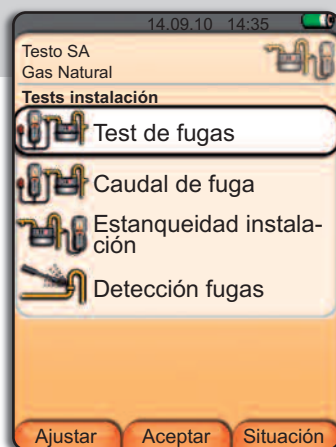 14.09.10 14:35
Testo SA
Gas Natural
Tests instalación
Test de fugas
Caudal de fuga
Estanqueidad instala-
ción
Detección fugas
Ajustar Aceptar Situación